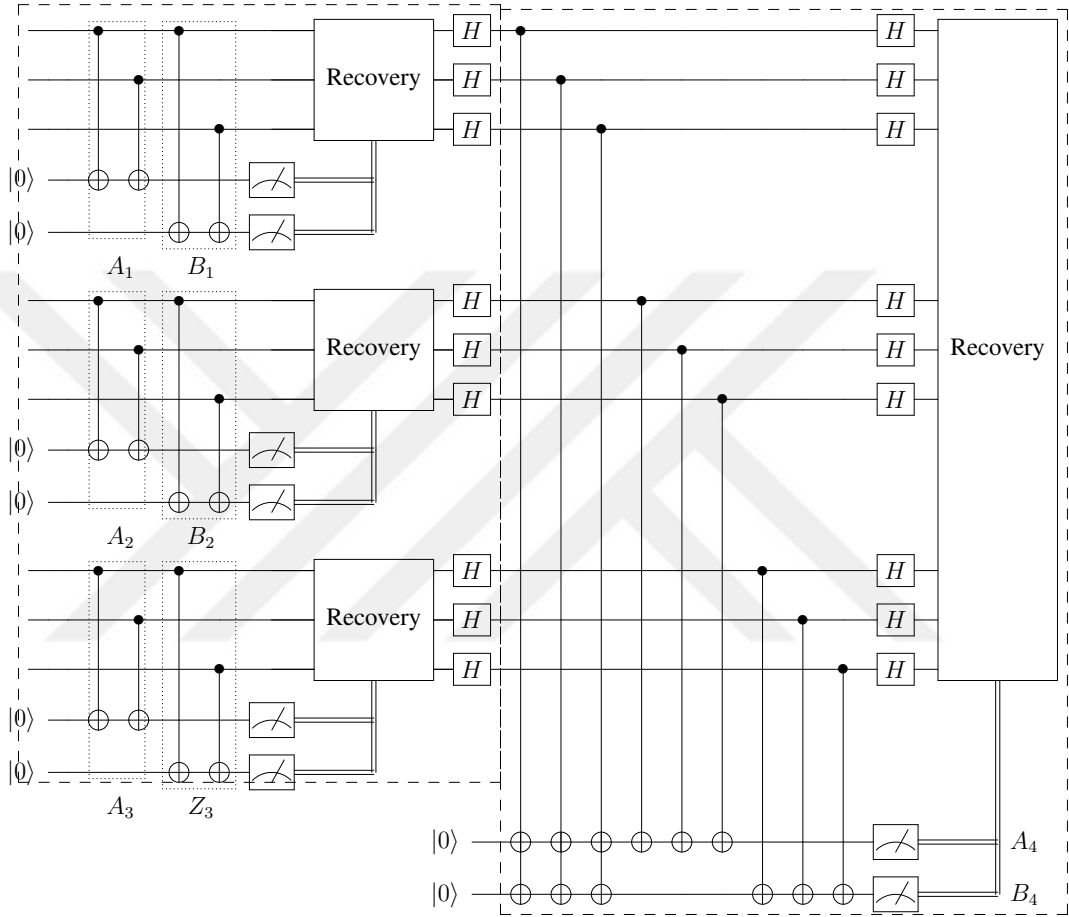 Recovery H H
H H
H H
|0⟩
|0⟩
A₁ B₁
H H
Recovery H H Recovery
H H
|0⟩
|0⟩
A₂ B₂
H H
Recovery H H
H H
|0⟩
|0⟩
A₃ Z₃
|0⟩ A₄
|0⟩ B₄